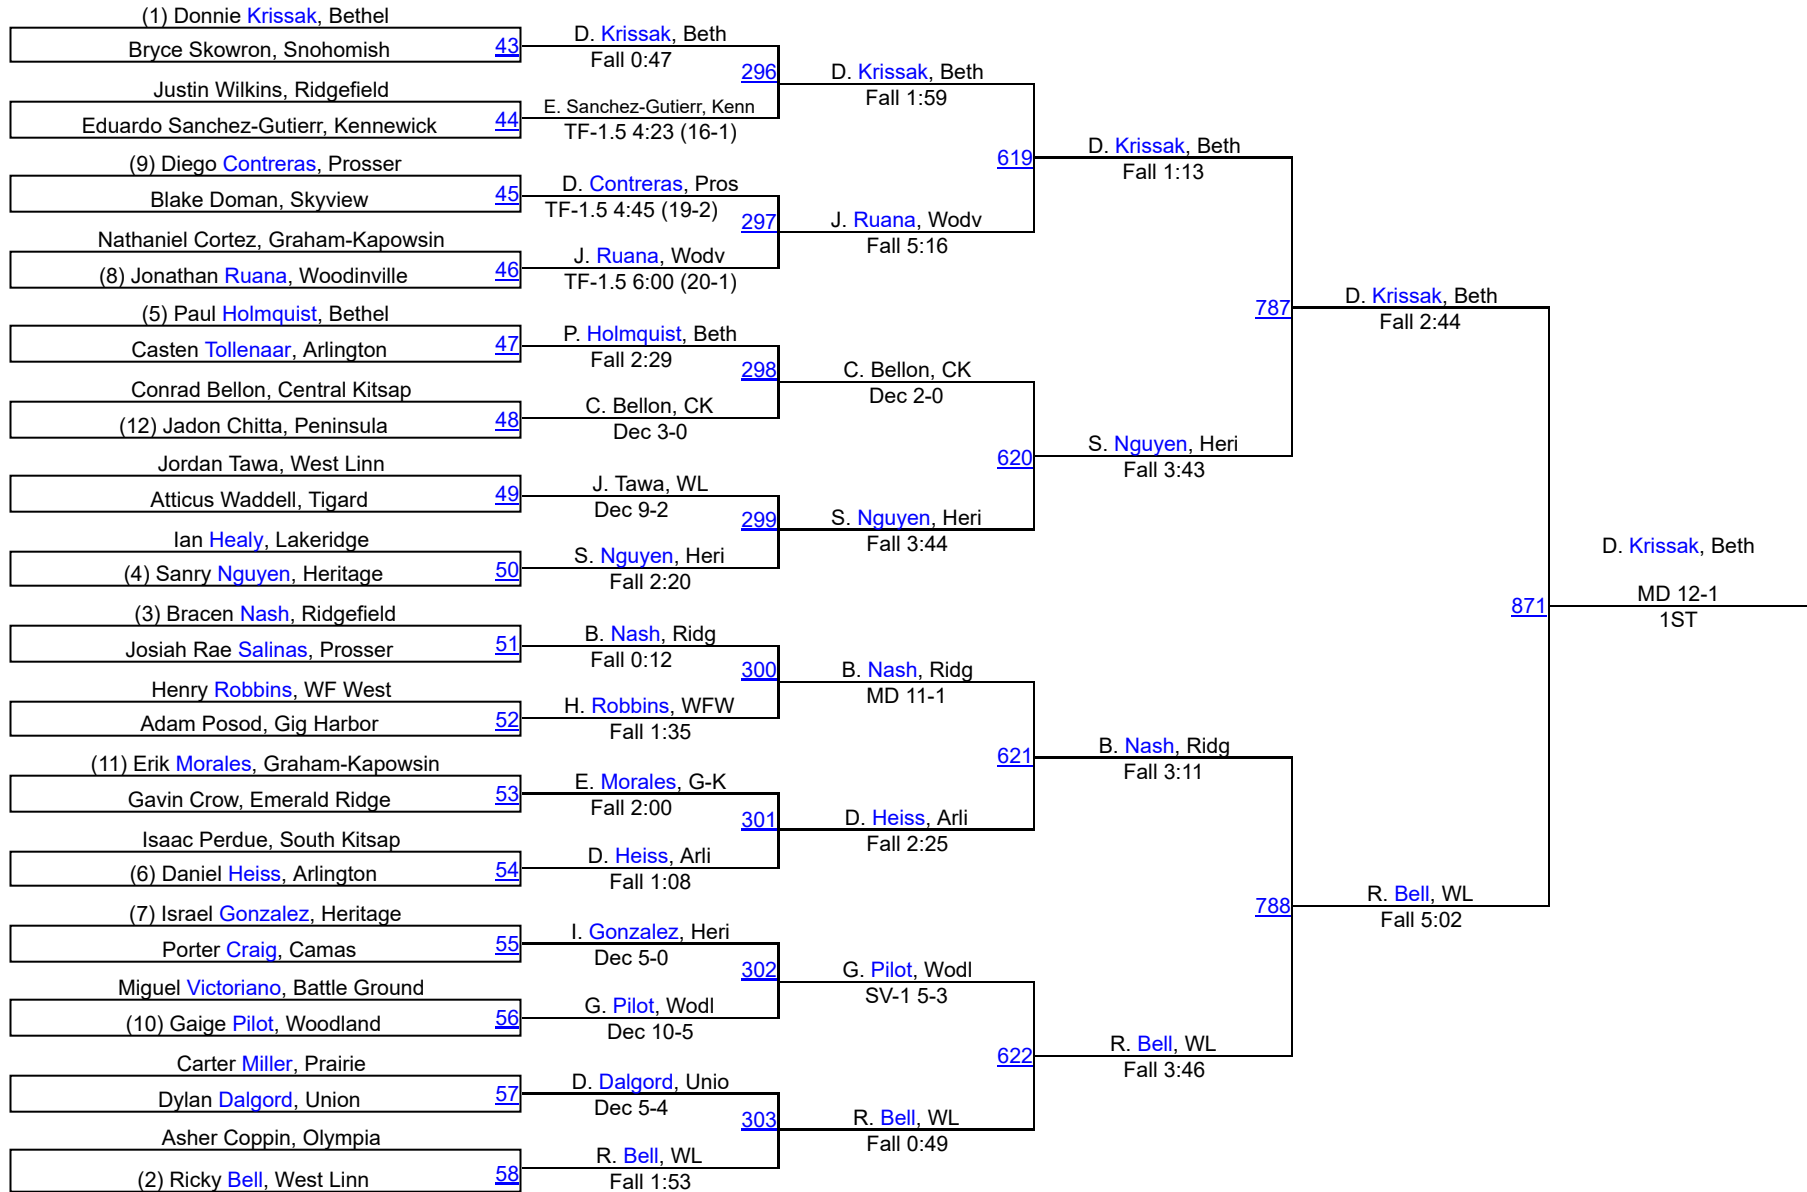 (1) Donnie Krissak, Bethel
Bryce Skowron, Snohomish
43
Justin Wilkins, Ridgefield
Eduardo Sanchez-Gutierr, Kennewick
44
(9) Diego Contreras, Prosser
Blake Doman, Skyview
45
Nathaniel Cortez, Graham-Kapowsin
(8) Jonathan Ruana, Woodinville
46
(5) Paul Holmquist, Bethel
Casten Tollenaar, Arlington
47
Conrad Bellon, Central Kitsap
(12) Jadon Chitta, Peninsula
48
Jordan Tawa, West Linn
Atticus Waddell, Tigard
49
Ian Healy, Lakeridge
(4) Sanry Nguyen, Heritage
50
(3) Bracen Nash, Ridgefield
Josiah Rae Salinas, Prosser
51
Henry Robbins, WF West
Adam Posod, Gig Harbor
52
(11) Erik Morales, Graham-Kapowsin
Gavin Crow, Emerald Ridge
53
Isaac Perdue, South Kitsap
(6) Daniel Heiss, Arlington
54
(7) Israel Gonzalez, Heritage
Porter Craig, Camas
55
Miguel Victoriano, Battle Ground
(10) Gaige Pilot, Woodland
56
Carter Miller, Prairie
Dylan Dalgord, Union
57
Asher Coppin, Olympia
(2) Ricky Bell, West Linn
58
D. Krissak, Beth
Fall 0:47
296
E. Sanchez-Gutierr, Kenn
TF-1.5 4:23 (16-1)
D. Contreras, Pros
TF-1.5 4:45 (19-2)
297
J. Ruana, Wodv
TF-1.5 6:00 (20-1)
P. Holmquist, Beth
Fall 2:29
298
C. Bellon, CK
Dec 3-0
J. Tawa, WL
Dec 9-2
299
S. Nguyen, Heri
Fall 2:20
B. Nash, Ridg
Fall 0:12
300
H. Robbins, WFW
Fall 1:35
E. Morales, G-K
Fall 2:00
301
D. Heiss, Arli
Fall 1:08
I. Gonzalez, Heri
Dec 5-0
302
G. Pilot, Wodl
Dec 10-5
D. Dalgord, Unio
Dec 5-4
303
R. Bell, WL
Fall 1:53
D. Krissak, Beth
Fall 1:59
619
J. Ruana, Wodv
Fall 5:16
C. Bellon, CK
Dec 2-0
620
S. Nguyen, Heri
Fall 3:44
B. Nash, Ridg
MD 11-1
621
D. Heiss, Arli
Fall 2:25
G. Pilot, Wodl
SV-1 5-3
622
R. Bell, WL
Fall 0:49
D. Krissak, Beth
Fall 1:13
787
S. Nguyen, Heri
Fall 3:43
B. Nash, Ridg
Fall 3:11
788
R. Bell, WL
Fall 3:46
D. Krissak, Beth
Fall 2:44
871
R. Bell, WL
Fall 5:02
D. Krissak, Beth
MD 12-1
1ST